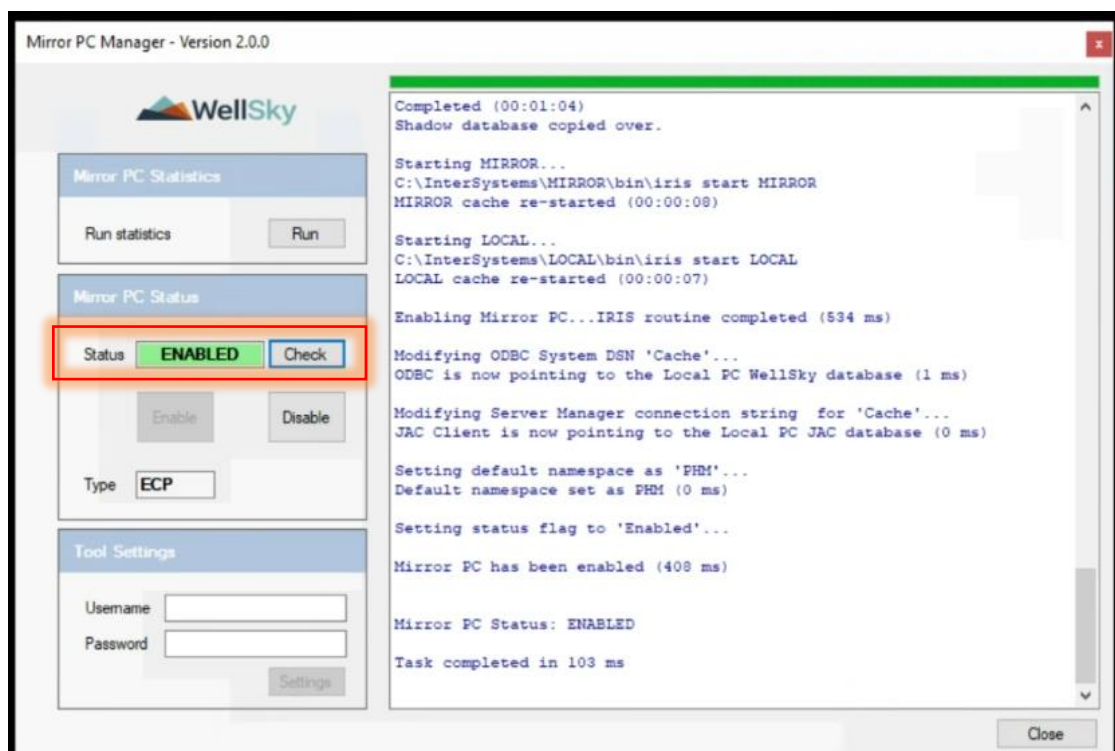 Mirror PC Manager - Version 2.0.0
x
WellSky
Mirror PC Statistics
Run statistics
Run
Mirror PC Status
Status
ENABLED
Check
Enable
Disable
Type
ECP
Tool Settings
Username
Password
Settings
Completed (00:01:04)
Shadow database copied over.
Starting MIRROR...
C:\InterSystems\MIRROR\bin\iris start MIRROR
MIRROR cache re-started (00:00:08)
Starting LOCAL...
C:\InterSystems\LOCAL\bin\iris start LOCAL
LOCAL cache re-started (00:00:07)
Enabling Mirror PC...IRIS routine completed (534 ms)
Modifying ODBC System DSN 'Cache'...
ODBC is now pointing to the Local PC WellSky database (1 ms)
Modifying Server Manager connection string  for 'Cache'...
JAC Client is now pointing to the Local PC JAC database (0 ms)
Setting default namespace as 'PHM'...
Default namespace set as PHM (0 ms)
Setting status flag to 'Enabled'...
Mirror PC has been enabled (408 ms)
Mirror PC Status: ENABLED
Task completed in 103 ms
Close